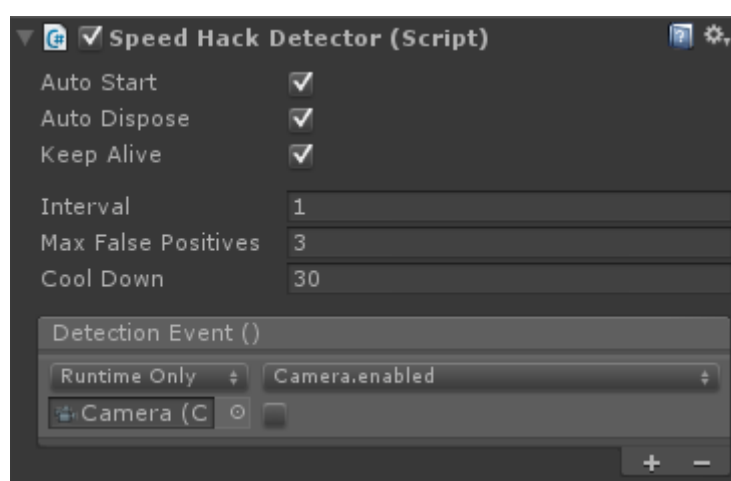 Speed Hack Detector (Script)
Auto Start
Auto Dispose
Keep Alive
Interval 1
Max False Positives 3
Cool Down 30
Detection Event ()
Runtime Only Camera.enabled
Camera (C
+ −